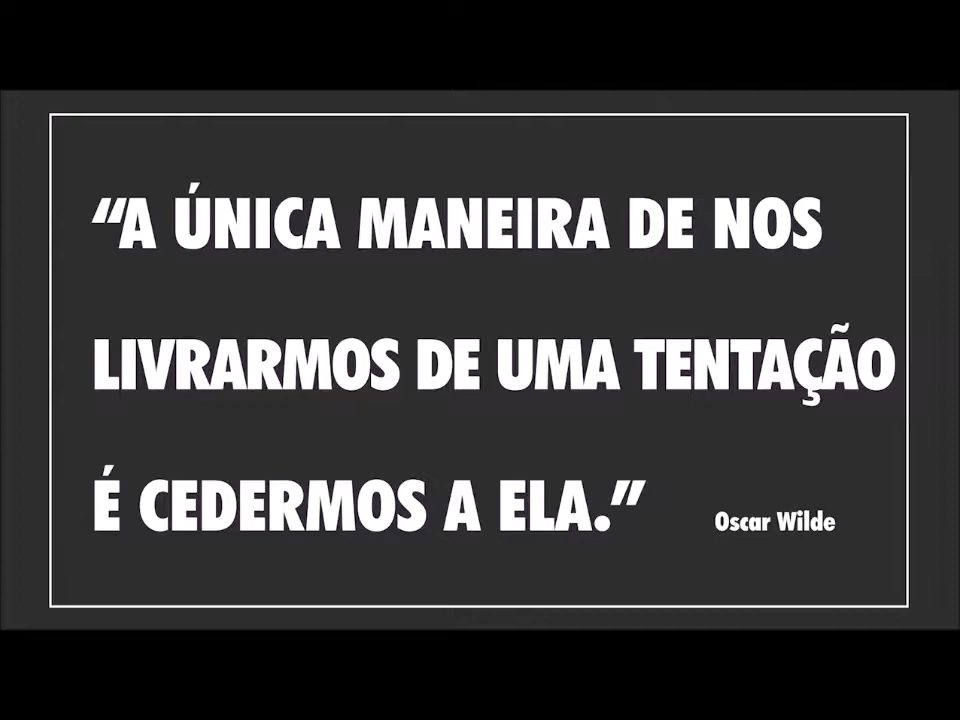 “A ÚNICA MANEIRA DE NOS
LIVRARMOS DE UMA TENTAÇÃO
É CEDERMOS A ELA.” Oscar Wilde